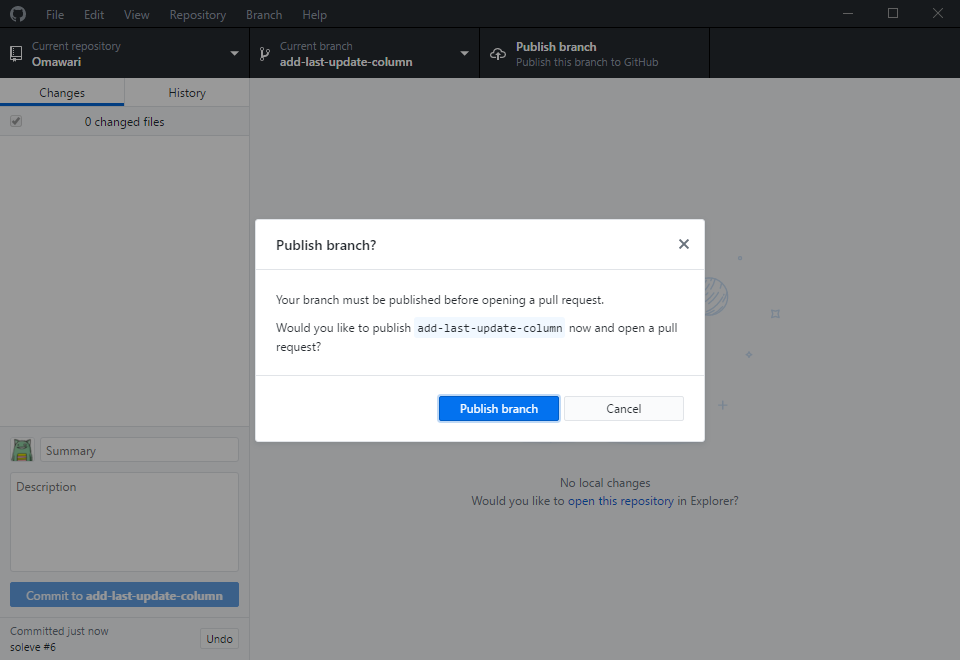 File Edit View Repository Branch Help
Current repository
Omawari
Current branch
add-last-update-column
Publish branch
Publish this branch to GitHub
Changes History
0 changed files
Publish branch?
Your branch must be published before opening a pull request.
Would you like to publish add-last-update-column now and open a pull
request?
Publish branch Cancel
No local changes
Would you like to open this repository in Explorer?
Summary
Description
Commit to add-last-update-column
Committed just now
soleve #6
Undo